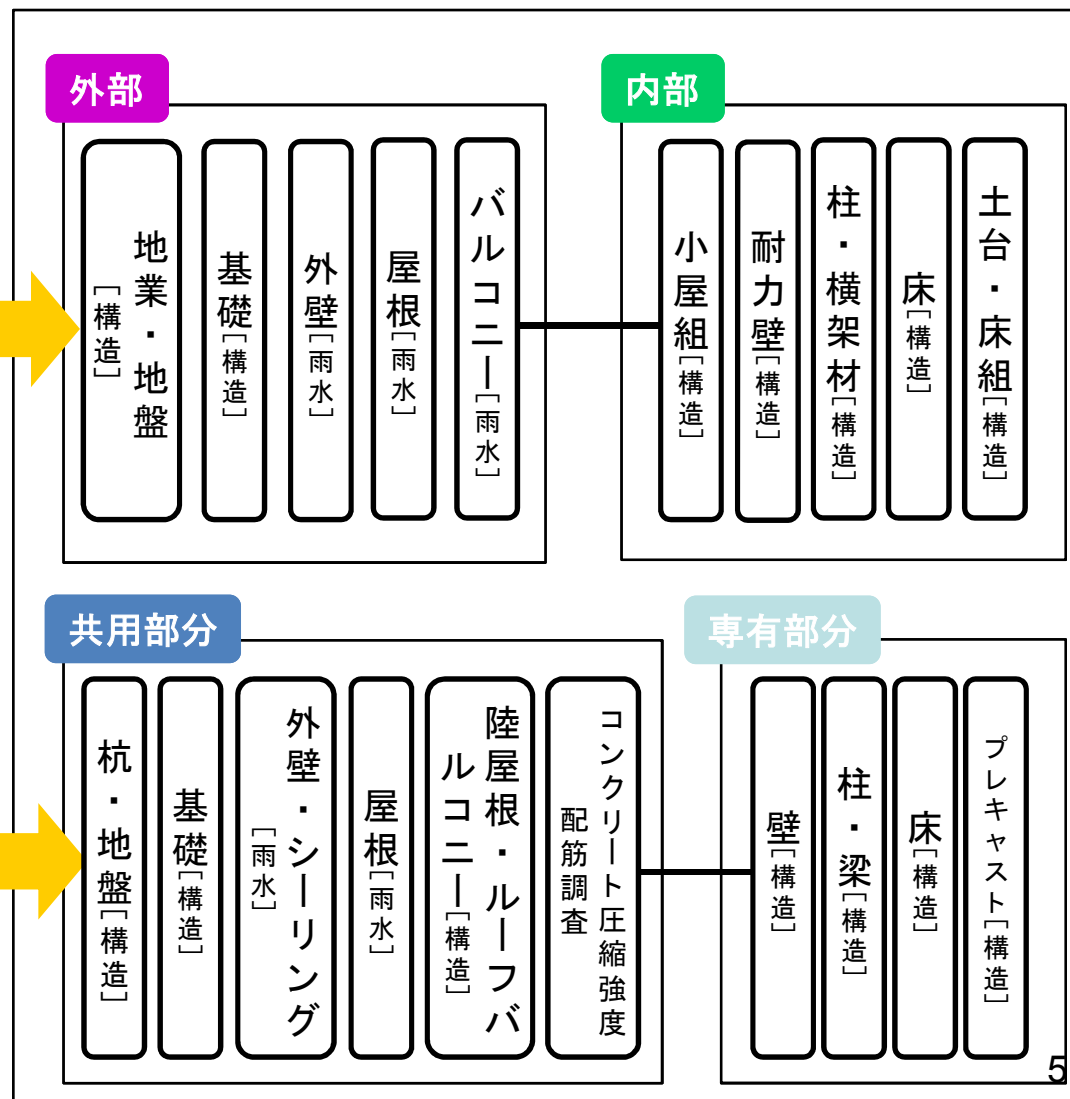 外部
地業・地盤
［構造］
基礎［構造］
外壁［雨水］
屋根［雨水］
バルコニー［雨水］
内部
小屋組［構造］
耐力壁［構造］
柱・横架材［構造］
床［構造］
土台・床組［構造］
共用部分
杭・地盤［構造］
基礎［構造］
外壁・シーリング
［雨水］
屋根［雨水］
陸屋根・ルーフバ
ルコニー［構造］
コンクリート圧縮強度
配筋調査
専有部分
壁［構造］
柱・梁［構造］
床［構造］
プレキャスト［構造］
5